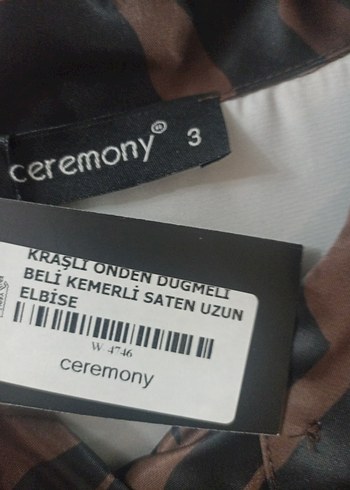 ceremony® 3
KRAŞLI ÖNDEN DÜĞMELİ
BELİ KEMERLİ SATEN UZUN
ELBİSE
W 4746
ceremony